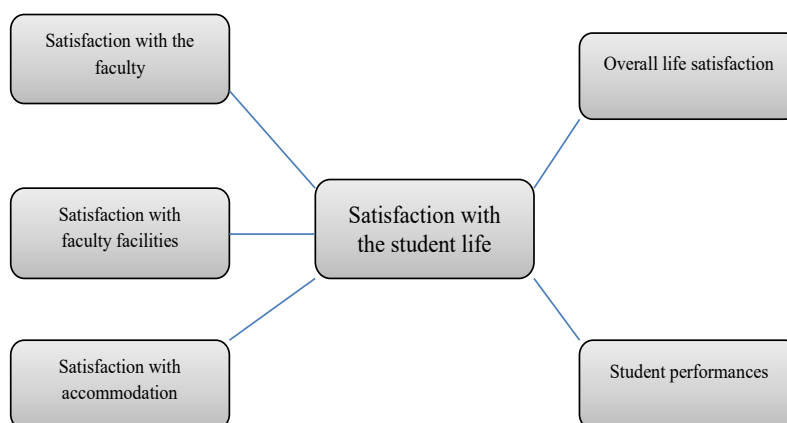 Satisfaction with the
faculty
Overall life satisfaction
Satisfaction with
faculty facilities
Satisfaction with
the student life
Satisfaction with
accommodation
Student performances